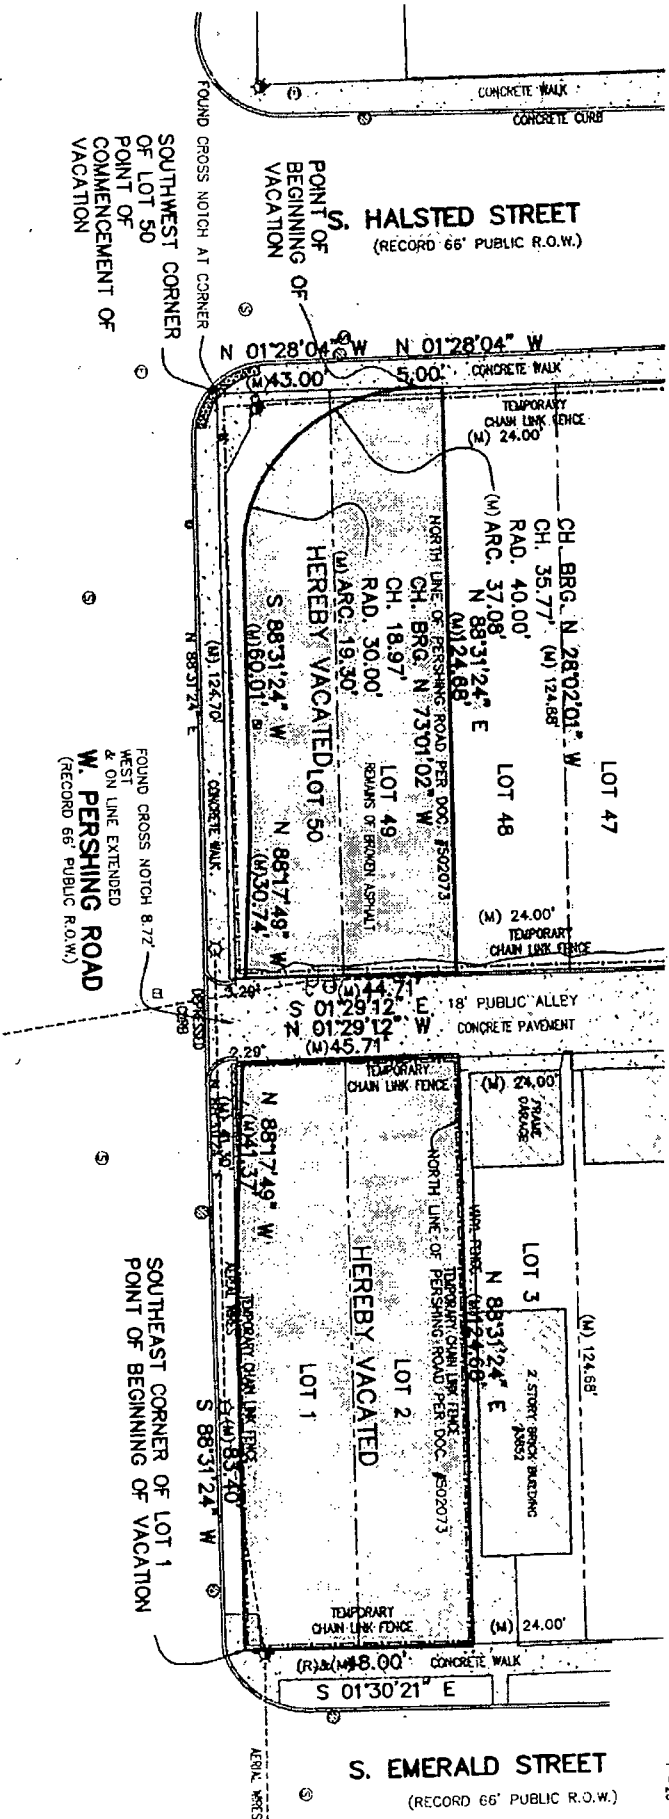 CONCRETE WALK
CONCRETE CURB
FOUND CROSS NOTCH AT CORNER
SOUTHWEST CORNER
OF LOT 50
POINT OF
COMMENCEMENT OF
VACATION
POINT OF
BEGINNING OF
VACATION
S. HALSTED STREET
(RECORD 66' PUBLIC R.O.W.)
N 01°28'04" W
N 01°28'04" W
(M)43.00'
5.00'
CONCRETE WALK
TEMPORARY
CHAIN LINK FENCE
(M) 24.00'
CH. BRG. N 28°02'01" W
CH. 35.77'
RAD. 40.00'
(M) ARC. 37.08'
(M) 124.68'
N 88°31'24" E
(M)124.68'
NORTH LINE OF PERSHING ROAD PER DOC. #502073
CH. BRG. N 73°01'02" W
CH. 18.97'
RAD. 30.00'
(M) ARC. 19.30'
HEREBY VACATED
S 88°31'24" W
(M)60.01'
LOT 47
LOT 48
LOT 49
REMAINS OF BROKEN ASPHALT
LOT 50
N 88°17'49" W
(M)30.74'
N 88°31'24" E
(M) 124.70'
CONCRETE WALK
FOUND CROSS NOTCH 8.72'
WEST
& ON LINE EXTENDED
W. PERSHING ROAD
(RECORD 66' PUBLIC R.O.W.)
(M) 24.00'
TEMPORARY
CHAIN LINK FENCE
DEPRESSED
CURB
3.29'
(M)44.71'
S 01°29'12" E
N 01°29'12" W
(M)45.71'
2.29'
18' PUBLIC ALLEY
CONCRETE PAVEMENT
TEMPORARY
CHAIN LINK FENCE
(M) 24.00'
FRAME
GARAGE
N 88°17'49" W
(M)41.37'
NORTH LINE OF PERSHING ROAD PER DOC. #502073
TEMPORARY CHAIN LINK FENCE
N 88°31'24" E
(M)124.68'
LOT 3
(M) 124.68'
HEREBY VACATED
LOT 2
LOT 1
2 STORY BRICK BUILDING
AERIAL WIRES
TEMPORARY CHAIN LINK FENCE
(M) 83.40'
S 88°31'24" W
SOUTHEAST CORNER OF LOT 1
POINT OF BEGINNING OF VACATION
TEMPORARY
CHAIN LINK FENCE
(M) 24.00'
(R)&(M)48.00'
CONCRETE WALK
S 01°30'21" E
AERIAL WIRES
S. EMERALD STREET
(RECORD 66' PUBLIC R.O.W.)